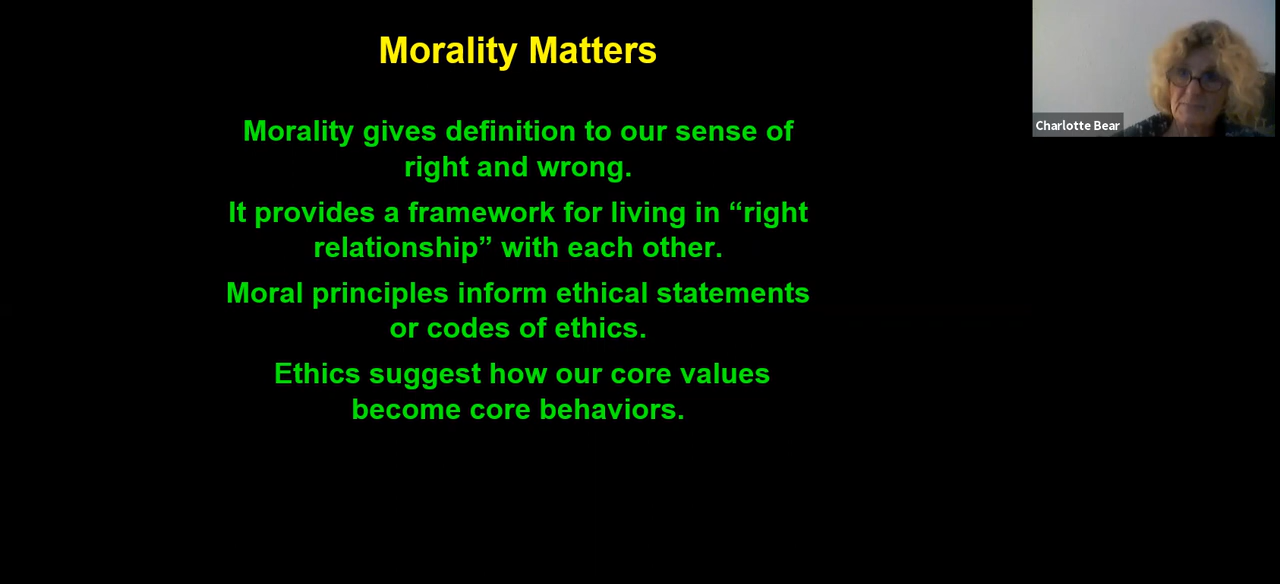 Morality Matters
Morality gives definition to our sense of
right and wrong.
It provides a framework for living in “right
relationship” with each other.
Moral principles inform ethical statements
or codes of ethics.
Ethics suggest how our core values
become core behaviors.
Charlotte Bear